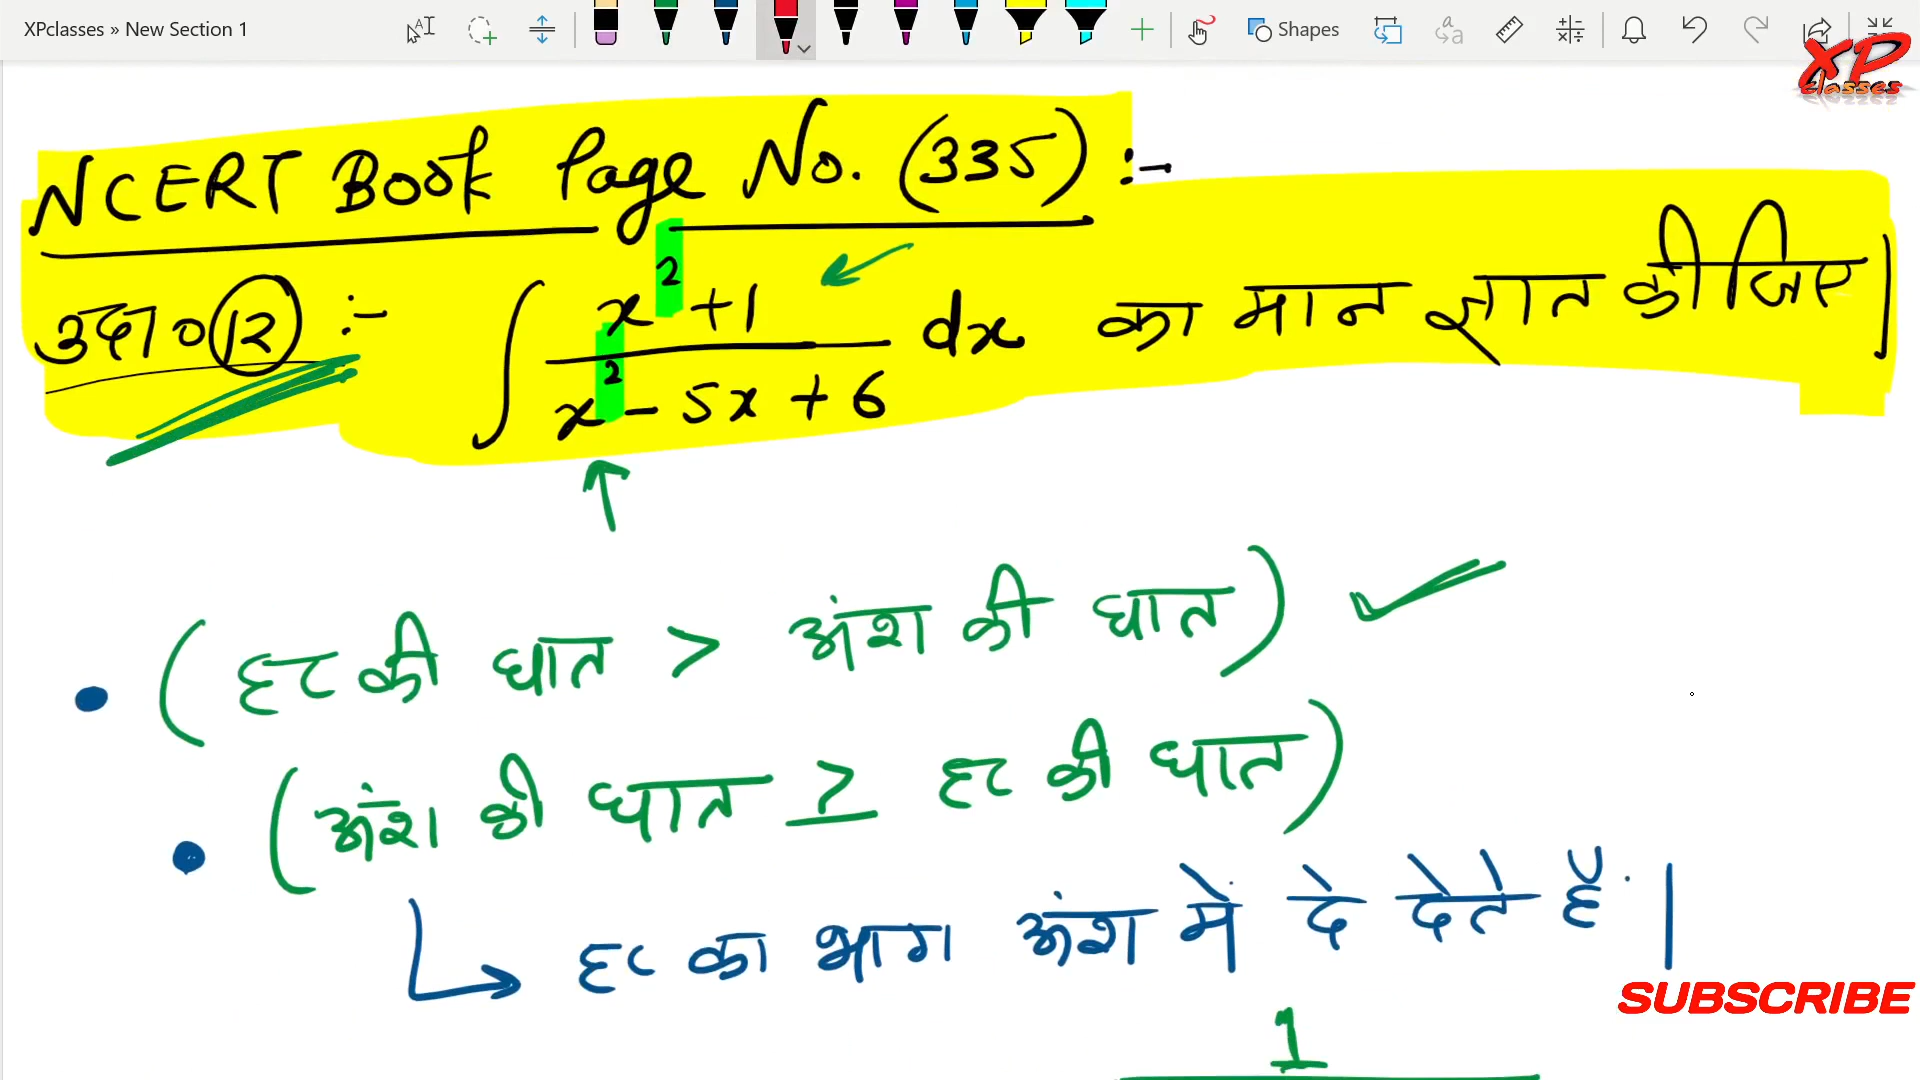 XPclasses » New Section 1
Shapes
XP
classes
NCERT Book Page No. (335) :-
उदा० 12 :- ∫ (x² + 1)/(x² - 5x + 6) dx का मान ज्ञात कीजिए|
• (हर की घात > अंश की घात) ✓
• (अंश की घात ≥ हर की घात)
↳ हर का भाग अंश में दे देते हैं |
SUBSCRIBE
1